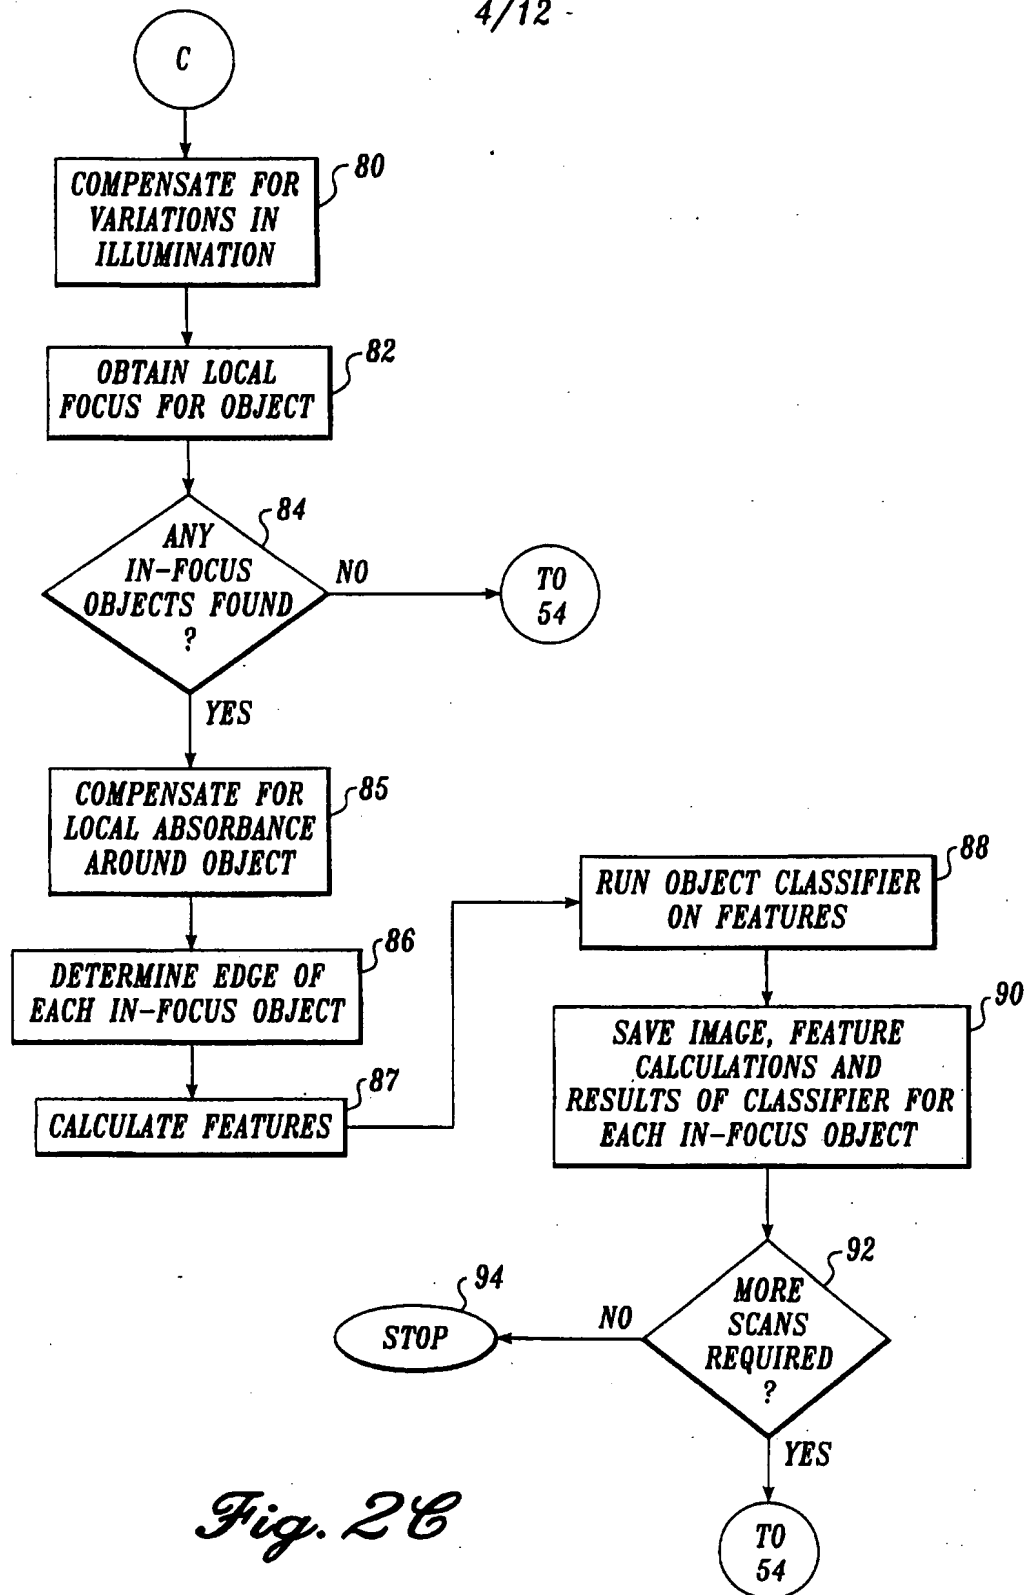 4/12
C
80
COMPENSATE FOR
VARIATIONS IN
ILLUMINATION
82
OBTAIN LOCAL
FOCUS FOR OBJECT
84
ANY
IN-FOCUS
OBJECTS FOUND
?
NO
TO
54
YES
85
COMPENSATE FOR
LOCAL ABSORBANCE
AROUND OBJECT
86
DETERMINE EDGE OF
EACH IN-FOCUS OBJECT
87
CALCULATE FEATURES
88
RUN OBJECT CLASSIFIER
ON FEATURES
90
SAVE IMAGE, FEATURE
CALCULATIONS AND
RESULTS OF CLASSIFIER FOR
EACH IN-FOCUS OBJECT
92
MORE
SCANS
REQUIRED
?
NO
94
STOP
YES
TO
54
Fig. 2C